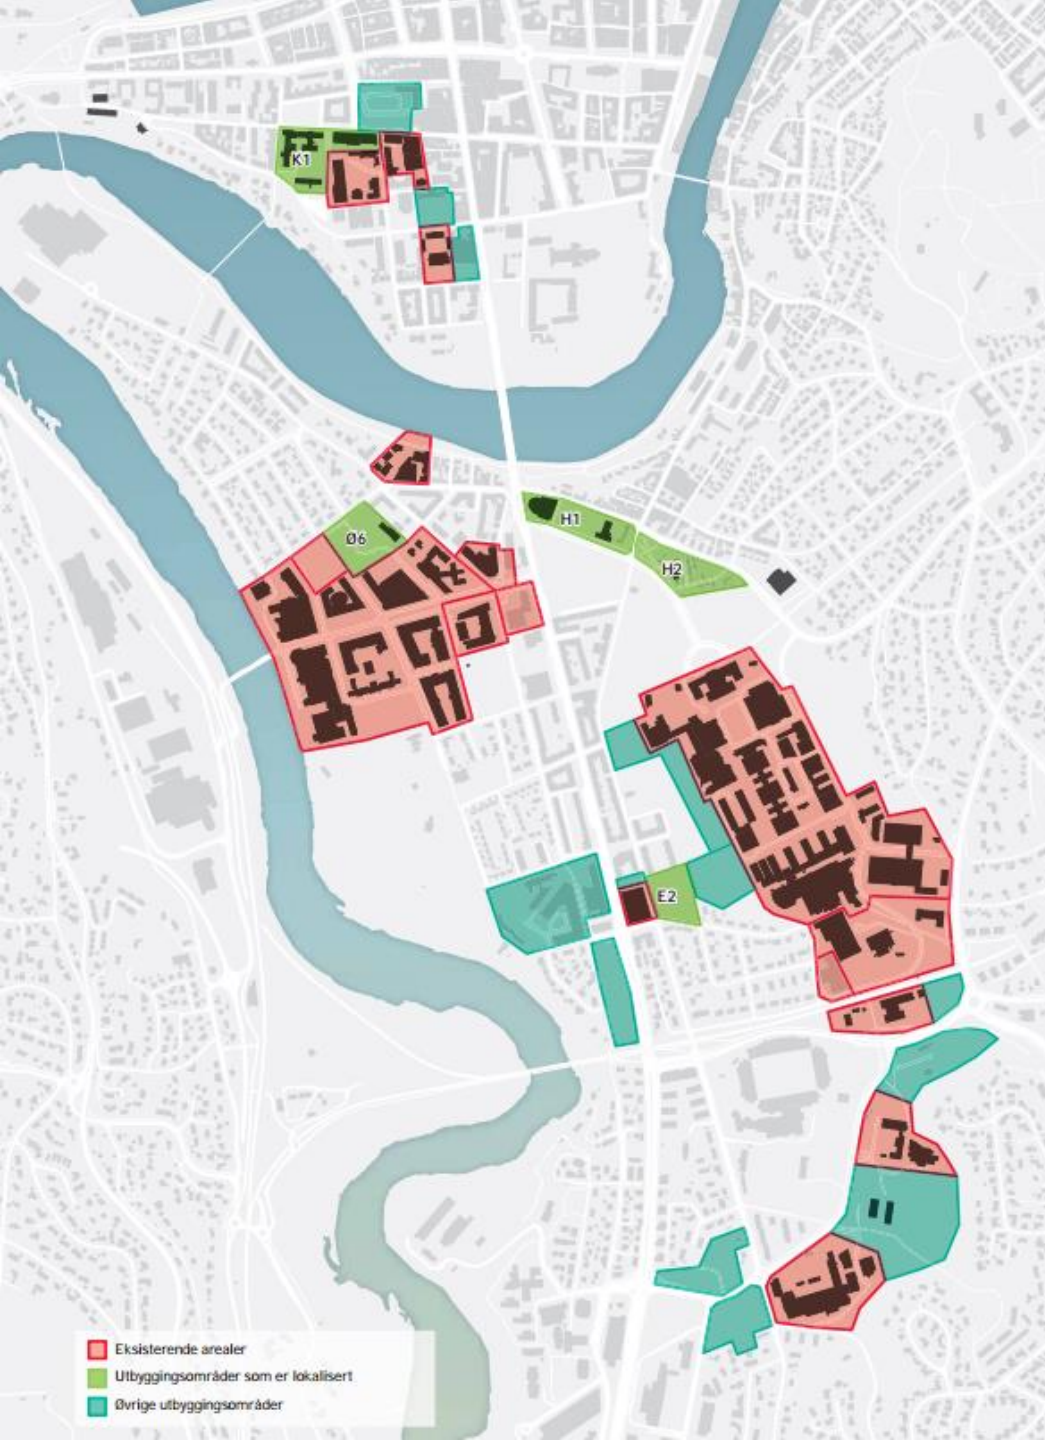 K1
H1
Ø6
H2
E2
Eksisterende arealer
Utbyggingsområder som er lokalisert
Øvrige utbyggingsområder